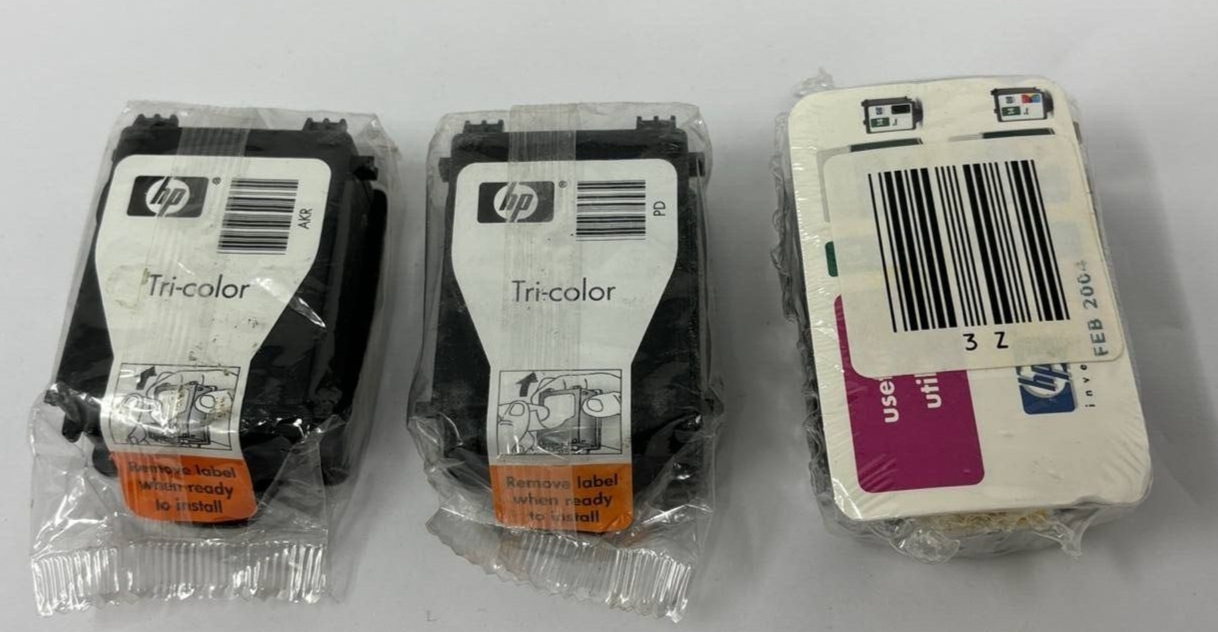 hp
AKR
Tri-color
Remove label
when ready
to install
hp
PD
Tri-color
Remove label
when ready
to install
3 Z
FEB 2004
use
util
hp
inve